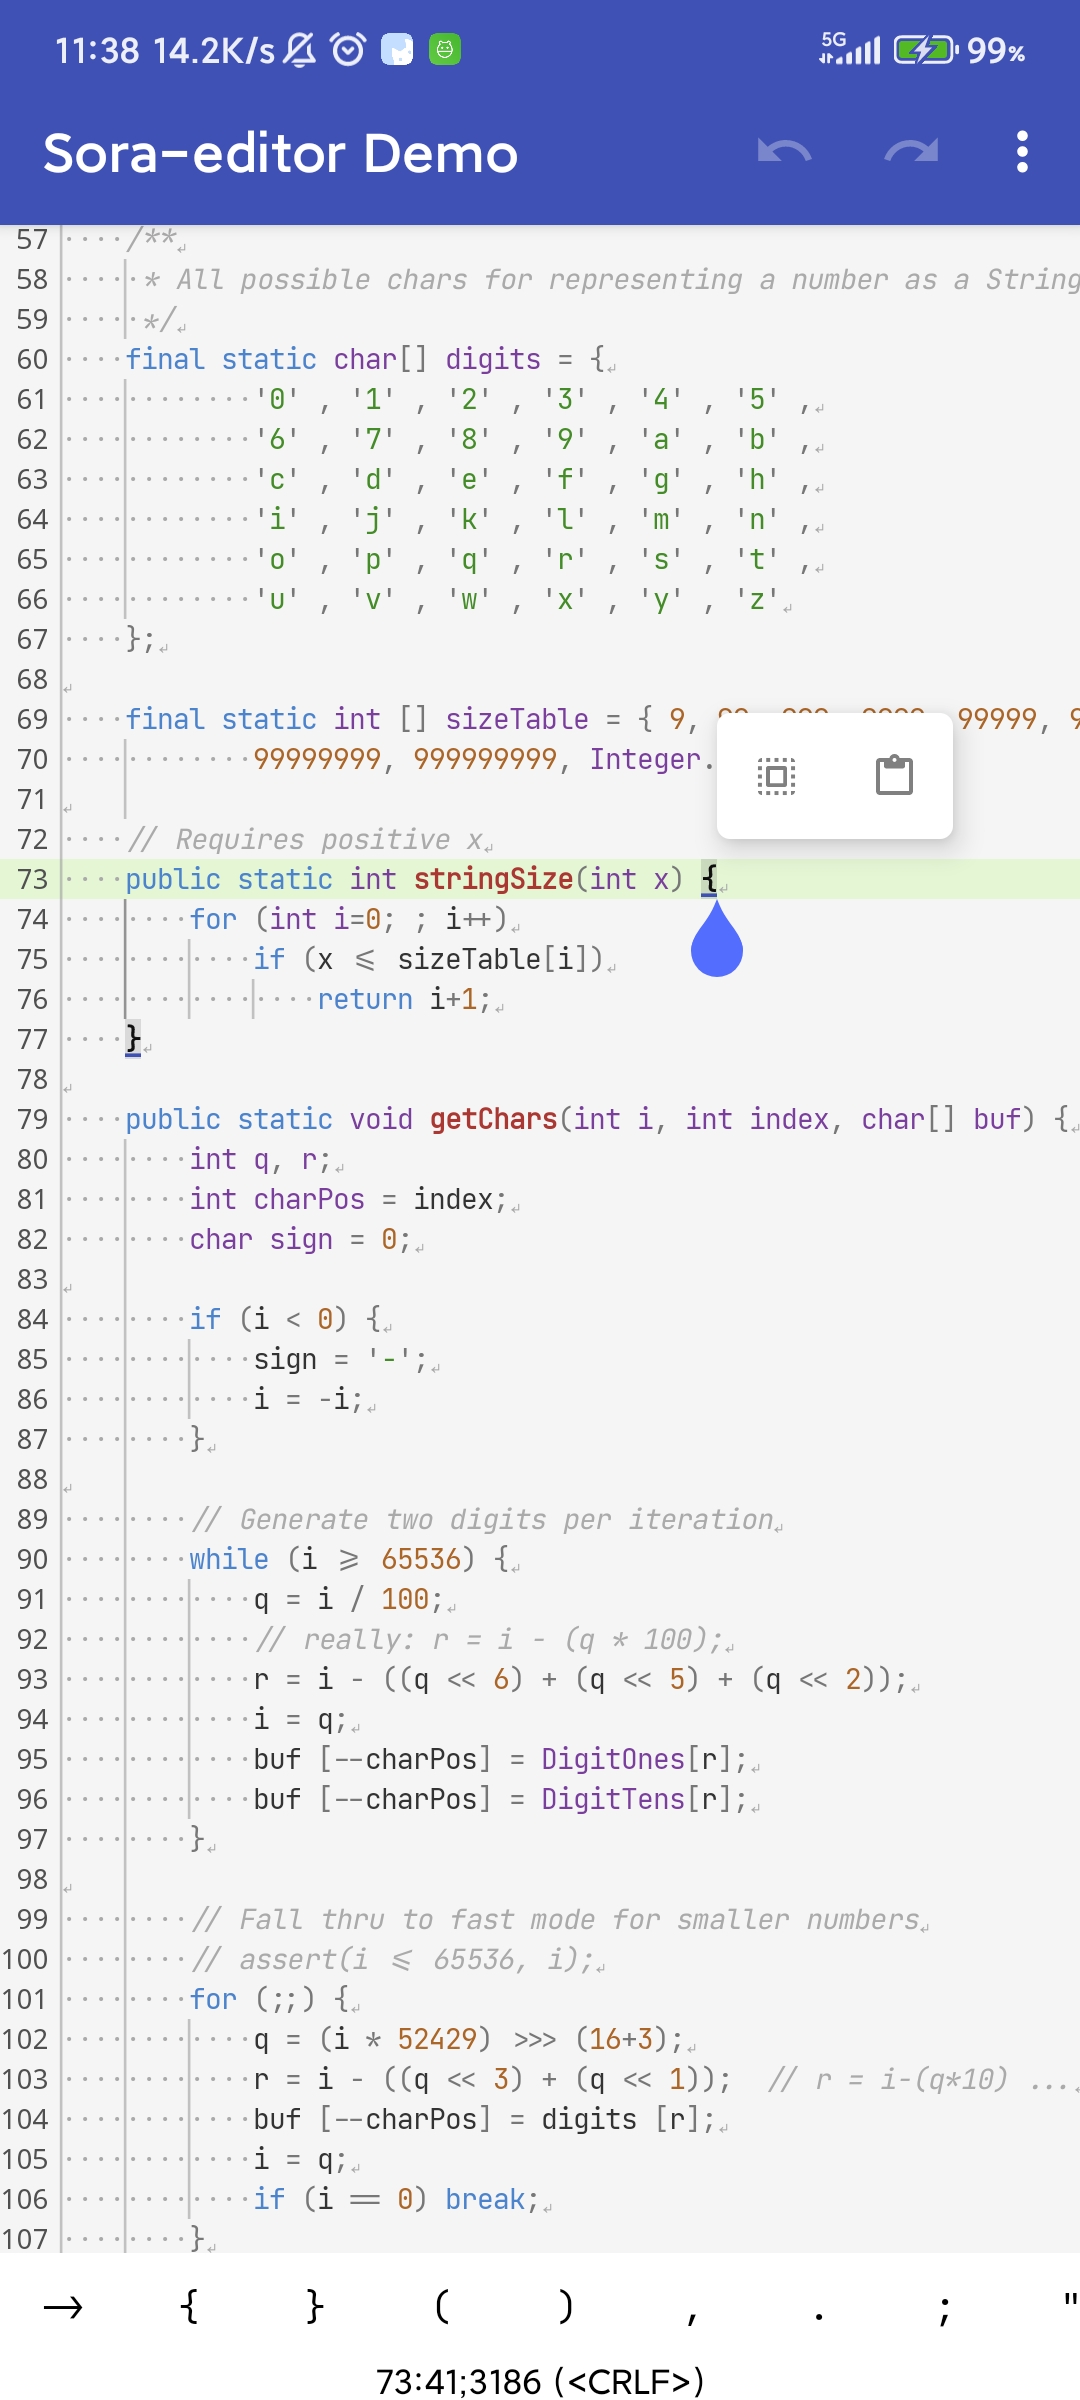 11:38 14.2K/s 5G 99%
Sora-editor Demo
57 /**
58 * All possible chars for representing a number as a String
59 */
60 final static char[] digits = {
61 '0' , '1' , '2' , '3' , '4' , '5' ,
62 '6' , '7' , '8' , '9' , 'a' , 'b' ,
63 'c' , 'd' , 'e' , 'f' , 'g' , 'h' ,
64 'i' , 'j' , 'k' , 'l' , 'm' , 'n' ,
65 'o' , 'p' , 'q' , 'r' , 's' , 't' ,
66 'u' , 'v' , 'w' , 'x' , 'y' , 'z'
67 };
68
69 final static int [] sizeTable = { 9, 99, 999, 9999, 99999, 9
70 99999999, 999999999, Integer.
71
72 // Requires positive x
73 public static int stringSize(int x) {
74 for (int i=0; ; i++)
75 if (x <= sizeTable[i])
76 return i+1;
77 }
78
79 public static void getChars(int i, int index, char[] buf) {
80 int q, r;
81 int charPos = index;
82 char sign = 0;
83
84 if (i < 0) {
85 sign = '-';
86 i = -i;
87 }
88
89 // Generate two digits per iteration
90 while (i >= 65536) {
91 q = i / 100;
92 // really: r = i - (q * 100);
93 r = i - ((q << 6) + (q << 5) + (q << 2));
94 i = q;
95 buf [--charPos] = DigitOnes[r];
96 buf [--charPos] = DigitTens[r];
97 }
98
99 // Fall thru to fast mode for smaller numbers
100 // assert(i <= 65536, i);
101 for (;;) {
102 q = (i * 52429) >>> (16+3);
103 r = i - ((q << 3) + (q << 1));  // r = i-(q*10) ...
104 buf [--charPos] = digits [r];
105 i = q;
106 if (i == 0) break;
107 }
→ { } ( ) , . ; "
73:41;3186 (<CRLF>)